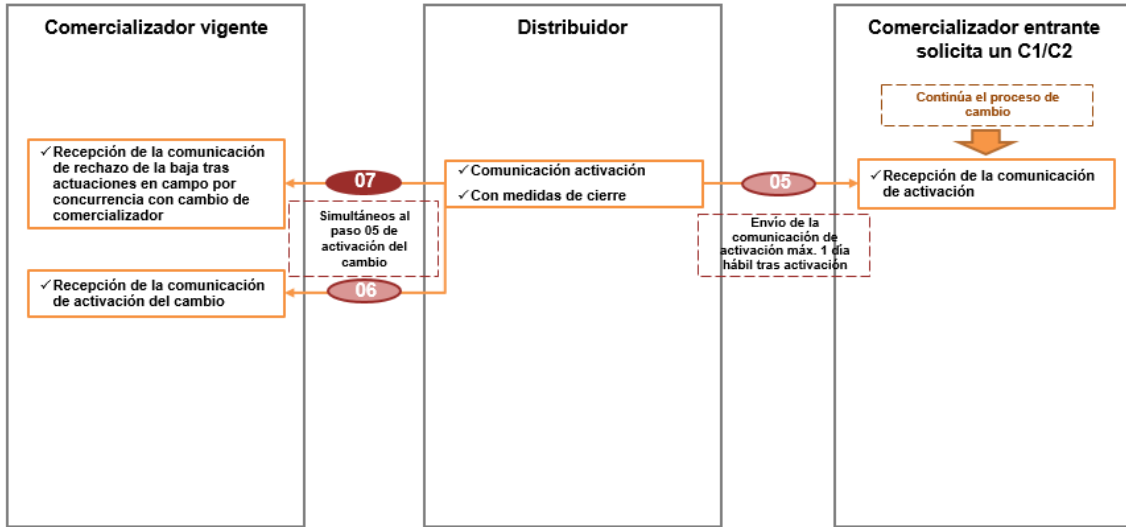 Comercializador vigente
Distribuidor
Comercializador entrante
solicita un C1/C2
Continúa el proceso de
cambio
✓Recepción de la comunicación
de rechazo de la baja tras
actuaciones en campo por
concurrencia con cambio de
comercializador
07
✓Comunicación activación
✓Con medidas de cierre
05
✓Recepción de la comunicación
de activación
Simultáneos al
paso 05 de
activación del
cambio
Envío de la
comunicación de
activación máx. 1 día
hábil tras activación
✓Recepción de la comunicación
de activación del cambio
06